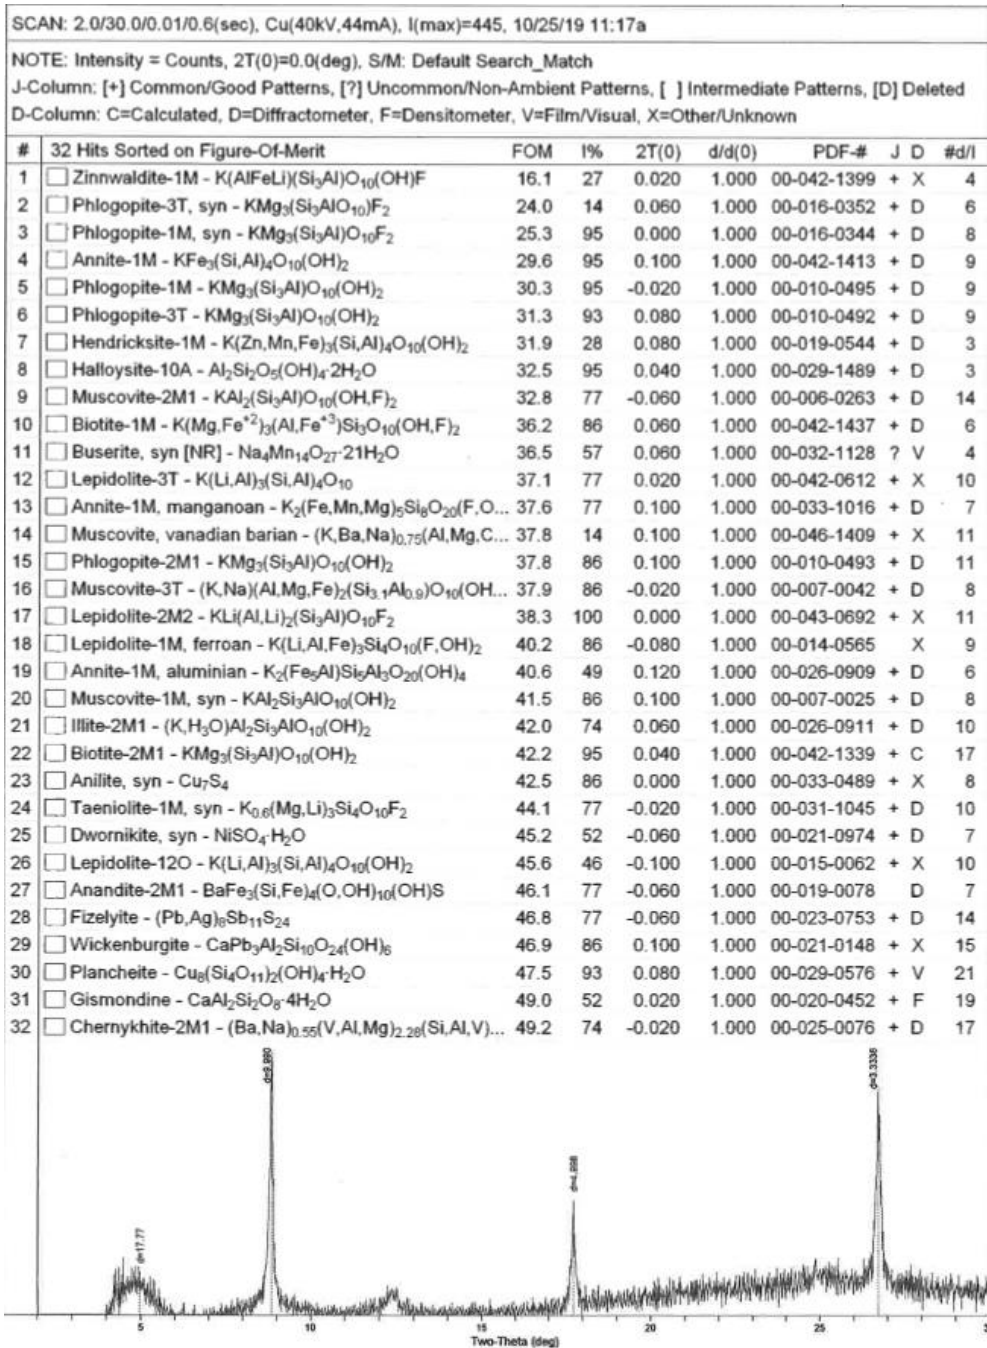 SCAN: 2.0/30.0/0.01/0.6(sec), Cu(40kV,44mA), I(max)=445, 10/25/19 11:17a
NOTE: Intensity = Counts, 2T(0)=0.0(deg), S/M: Default Search_Match
J-Column: [+] Common/Good Patterns, [?] Uncommon/Non-Ambient Patterns, [ ] Intermediate Patterns, [D] Deleted
D-Column: C=Calculated, D=Diffractometer, F=Densitometer, V=Film/Visual, X=Other/Unknown
# 32 Hits Sorted on Figure-Of-Merit FOM I% 2T(0) d/d(0) PDF-# J D #d/I
1 Zinnwaldite-1M - K(AlFeLi)(Si₃Al)O₁₀(OH)F 16.1 27 0.020 1.000 00-042-1399 + X 4
2 Phlogopite-3T, syn - KMg₃(Si₃AlO₁₀)F₂ 24.0 14 0.060 1.000 00-016-0352 + D 6
3 Phlogopite-1M, syn - KMg₃(Si₃Al)O₁₀F₂ 25.3 95 0.000 1.000 00-016-0344 + D 8
4 Annite-1M - KFe₃(Si,Al)₄O₁₀(OH)₂ 29.6 95 0.100 1.000 00-042-1413 + D 9
5 Phlogopite-1M - KMg₃(Si₃Al)O₁₀(OH)₂ 30.3 95 -0.020 1.000 00-010-0495 + D 9
6 Phlogopite-3T - KMg₃(Si₃Al)O₁₀(OH)₂ 31.3 93 0.080 1.000 00-010-0492 + D 9
7 Hendricksite-1M - K(Zn,Mn,Fe)₃(Si,Al)₄O₁₀(OH)₂ 31.9 28 0.080 1.000 00-019-0544 + D 3
8 Halloysite-10A - Al₂Si₂O₅(OH)₄·2H₂O 32.5 95 0.040 1.000 00-029-1489 + D 3
9 Muscovite-2M1 - KAl₂(Si₃Al)O₁₀(OH,F)₂ 32.8 77 -0.060 1.000 00-006-0263 + D 14
10 Biotite-1M - K(Mg,Fe⁺²)₃(Al,Fe⁺³)Si₃O₁₀(OH,F)₂ 36.2 86 0.060 1.000 00-042-1437 + D 6
11 Buserite, syn [NR] - Na₄Mn₁₄O₂₇·21H₂O 36.5 57 0.060 1.000 00-032-1128 ? V 4
12 Lepidolite-3T - K(Li,Al)₃(Si,Al)₄O₁₀ 37.1 77 0.020 1.000 00-042-0612 + X 10
13 Annite-1M, manganoan - K₂(Fe,Mn,Mg)₅Si₈O₂₀(F,O... 37.6 77 0.100 1.000 00-033-1016 + D 7
14 Muscovite, vanadian barian - (K,Ba,Na)₀.₇₅(Al,Mg,C... 37.8 14 0.100 1.000 00-046-1409 + X 11
15 Phlogopite-2M1 - KMg₃(Si₃Al)O₁₀(OH)₂ 37.8 86 0.100 1.000 00-010-0493 + D 11
16 Muscovite-3T - (K,Na)(Al,Mg,Fe)₂(Si₃.₁Al₀.₉)O₁₀(OH... 37.9 86 -0.020 1.000 00-007-0042 + D 8
17 Lepidolite-2M2 - KLi(Al,Li)₂(Si₃Al)O₁₀F₂ 38.3 100 0.000 1.000 00-043-0692 + X 11
18 Lepidolite-1M, ferroan - K(Li,Al,Fe)₃Si₄O₁₀(F,OH)₂ 40.2 86 -0.080 1.000 00-014-0565 X 9
19 Annite-1M, aluminian - K₂(Fe₅Al)Si₅Al₃O₂₀(OH)₄ 40.6 49 0.120 1.000 00-026-0909 + D 6
20 Muscovite-1M, syn - KAl₂Si₃AlO₁₀(OH)₂ 41.5 86 0.100 1.000 00-007-0025 + D 8
21 Illite-2M1 - (K,H₃O)Al₂Si₃AlO₁₀(OH)₂ 42.0 74 0.060 1.000 00-026-0911 + D 10
22 Biotite-2M1 - KMg₃(Si₃Al)O₁₀(OH)₂ 42.2 95 0.040 1.000 00-042-1339 + C 17
23 Anilite, syn - Cu₇S₄ 42.5 86 0.000 1.000 00-033-0489 + X 8
24 Taeniolite-1M, syn - K₀.₆(Mg,Li)₃Si₄O₁₀F₂ 44.1 77 -0.020 1.000 00-031-1045 + D 10
25 Dwornikite, syn - NiSO₄·H₂O 45.2 52 -0.060 1.000 00-021-0974 + D 7
26 Lepidolite-12O - K(Li,Al)₃(Si,Al)₄O₁₀(OH)₂ 45.6 46 -0.100 1.000 00-015-0062 + X 10
27 Anandite-2M1 - BaFe₃(Si,Fe)₄(O,OH)₁₀(OH)S 46.1 77 -0.060 1.000 00-019-0078 D 7
28 Fizelyite - (Pb,Ag)₈Sb₁₁S₂₄ 46.8 77 -0.060 1.000 00-023-0753 + D 14
29 Wickenburgite - CaPb₃Al₂Si₁₀O₂₄(OH)₆ 46.9 86 0.100 1.000 00-021-0148 + X 15
30 Plancheite - Cu₈(Si₄O₁₁)₂(OH)₄·H₂O 47.5 93 0.080 1.000 00-029-0576 + V 21
31 Gismondine - CaAl₂Si₂O₈·4H₂O 49.0 52 0.020 1.000 00-020-0452 + F 19
32 Chernykhite-2M1 - (Ba,Na)₀.₅₅(V,Al,Mg)₂.₂₈(Si,Al,V)... 49.2 74 -0.020 1.000 00-025-0076 + D 17
d=17.77
d=9.990
d=4.998
d=3.3336
5 10 15 20 25 3
Two-Theta (deg)